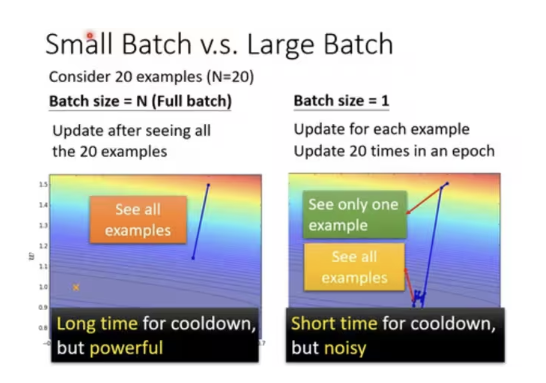 Small Batch v.s. Large Batch
Consider 20 examples (N=20)
Batch size = N (Full batch)
Update after seeing all
the 20 examples
Batch size = 1
Update for each example
Update 20 times in an epoch
1.5
1.4
1.3
1.2
1.1
1.0
0.9
0.8
See all
examples
Long time for cooldown,
but powerful
See only one
example
See all
examples
Short time for cooldown,
but noisy